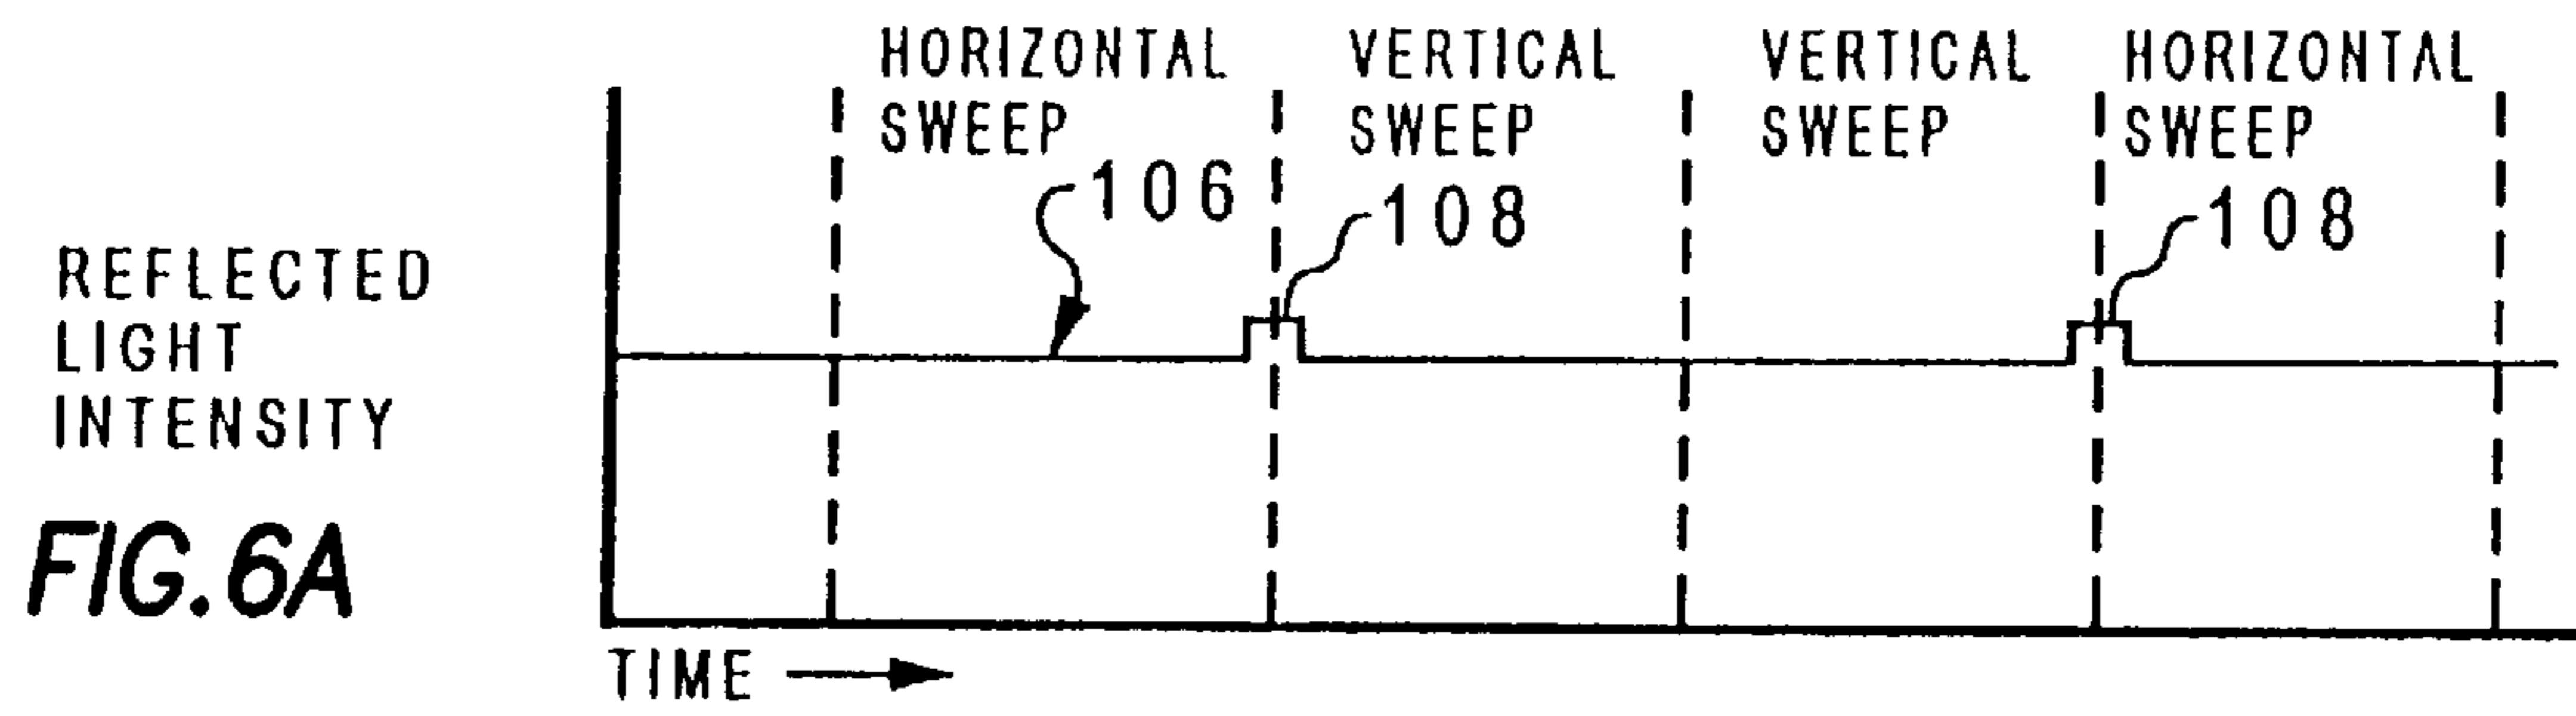 HORIZONTAL
SWEEP
VERTICAL
SWEEP
VERTICAL
SWEEP
HORIZONTAL
SWEEP
106
108
108
REFLECTED
LIGHT
INTENSITY
FIG.6A
TIME